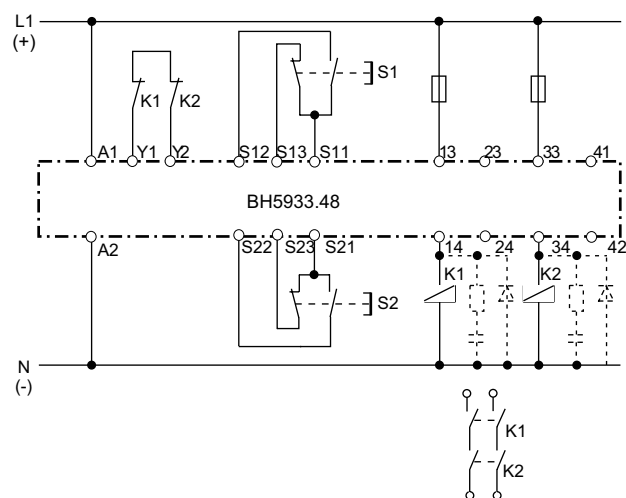 L1
(+)
S1
K1 K2
A1 Y1 Y2 S12 S13 S11 13 23 33 41
BH5933.48
A2 S22 S23 S21 14 24 34 42
K1 K2
S2
N
(-)
K1
K2